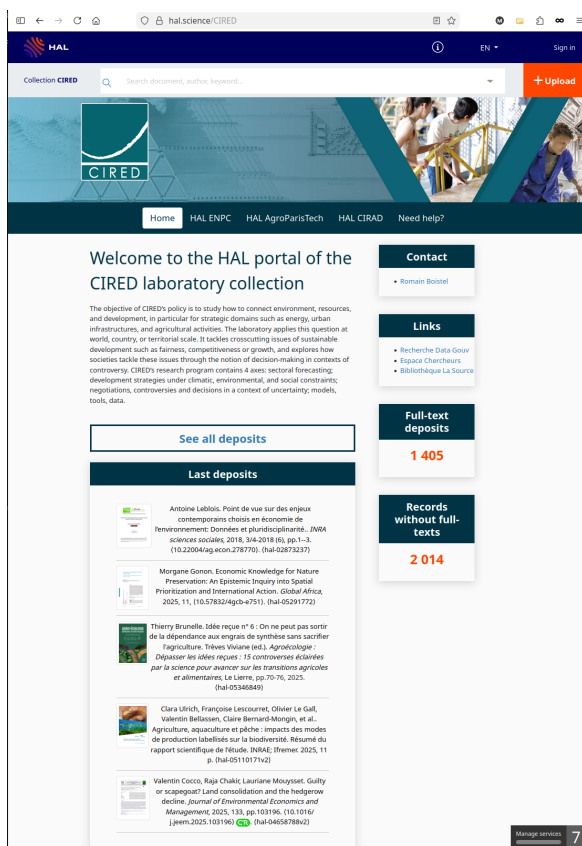 hal.science/CIRED
HAL
EN
Sign in
Collection CIRED
Search document, author, keyword...
+ Upload
CIRED
Home
HAL ENPC
HAL AgroParisTech
HAL CIRAD
Need help?
Welcome to the HAL portal of the
CIRED laboratory collection
The objective of CIRED's policy is to study how to connect environment, resources,
and development, in particular for strategic domains such as energy, urban
infrastructures, and agricultural activities. The laboratory applies this question at
world, country, or territorial scale. It tackles crosscutting issues of sustainable
development such as fairness, competitiveness or growth, and explores how
societies tackle these issues through the notion of decision-making in contexts of
controversy. CIRED's research program contains 4 axes: sectoral forecasting;
development strategies under climatic, environmental, and social constraints;
negotiations, controversies and decisions in a context of uncertainty; models,
tools, data.
See all deposits
Last deposits
Antoine Leblois. Point de vue sur des enjeux
contemporains choisis en économie de
l'environnement: Données et pluridisciplinarité.. INRA
sciences sociales, 2018, 3/4-2018 (6), pp.1--3.
⟨10.22004/ag.econ.278770⟩. ⟨hal-02873237⟩
Morgane Gonon. Economic Knowledge for Nature
Preservation: An Epistemic Inquiry into Spatial
Prioritization and International Action. Global Africa,
2025, 11, ⟨10.57832/4gcb-e751⟩. ⟨hal-05291772⟩
Thierry Brunelle. Idée reçue n° 6 : On ne peut pas sortir
de la dépendance aux engrais de synthèse sans sacrifier
l'agriculture. Trèves Viviane (ed.). Agroécologie :
Dépasser les idées reçues : 15 controverses éclairées
par la science pour avancer sur les transitions agricoles
et alimentaires, Le Lierre, pp.70-76, 2025.
⟨hal-05346849⟩
Clara Ulrich, Françoise Lescourret, Olivier Le Gall,
Valentin Bellassen, Claire Bernard-Mongin, et al..
Agriculture, aquaculture et pêche : impacts des modes
de production labellisés sur la biodiversité. Résumé du
rapport scientifique de l'étude. INRAE; Ifremer. 2025, 11
p. ⟨hal-05110171v2⟩
Valentin Cocco, Raja Chakir, Lauriane Mouysset. Guilty
or scapegoat? Land consolidation and the hedgerow
decline. Journal of Environmental Economics and
Management, 2025, 133, pp.103196. ⟨10.1016/
j.jeem.2025.103196⟩ CR. ⟨hal-04658788v2⟩
Contact
Romain Boistel
Links
Recherche Data Gouv
Espace Chercheurs
Bibliothèque La Source
Full-text
deposits
1 405
Records
without full-
texts
2 014
Manage services
7